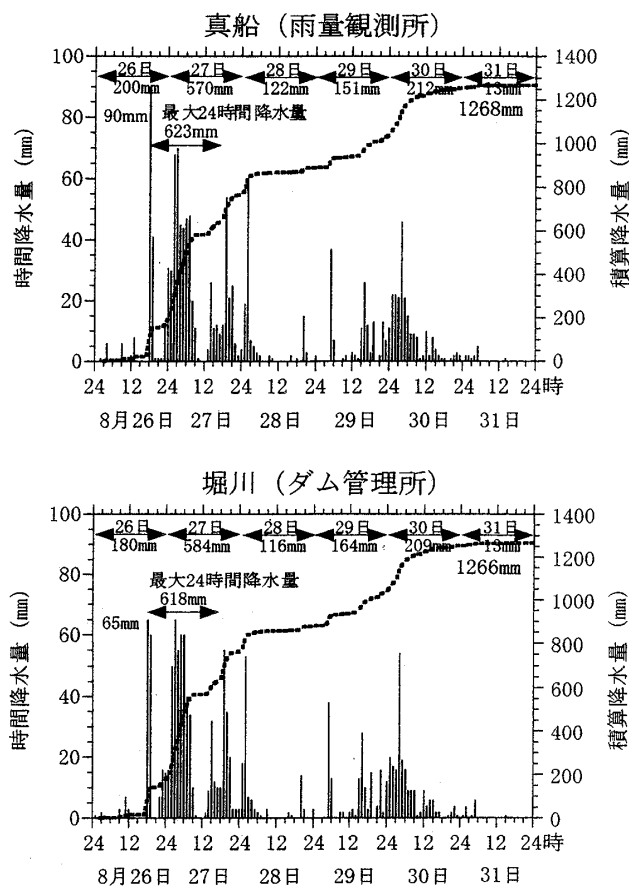 真船（雨量観測所）
100 1400
26日 27日 28日 29日 30日 31日
200mm 570mm 122mm 151mm 212mm 13mm
90mm 最大24時間降水量 1268mm
623mm
80 1200
60 1000
40 800
20 600
0 400
200
0
時間降水量（mm）
積算降水量（mm）
24 12 24 12 24 12 24 12 24 12 24 12 24時
8月26日 27日 28日 29日 30日 31日
堀川（ダム管理所）
100 1400
26日 27日 28日 29日 30日 31日
180mm 584mm 116mm 164mm 209mm 13mm
最大24時間降水量 1266mm
65mm 618mm
80 1200
60 1000
40 800
20 600
0 400
200
0
時間降水量（mm）
積算降水量（mm）
24 12 24 12 24 12 24 12 24 12 24 12 24時
8月26日 27日 28日 29日 30日 31日